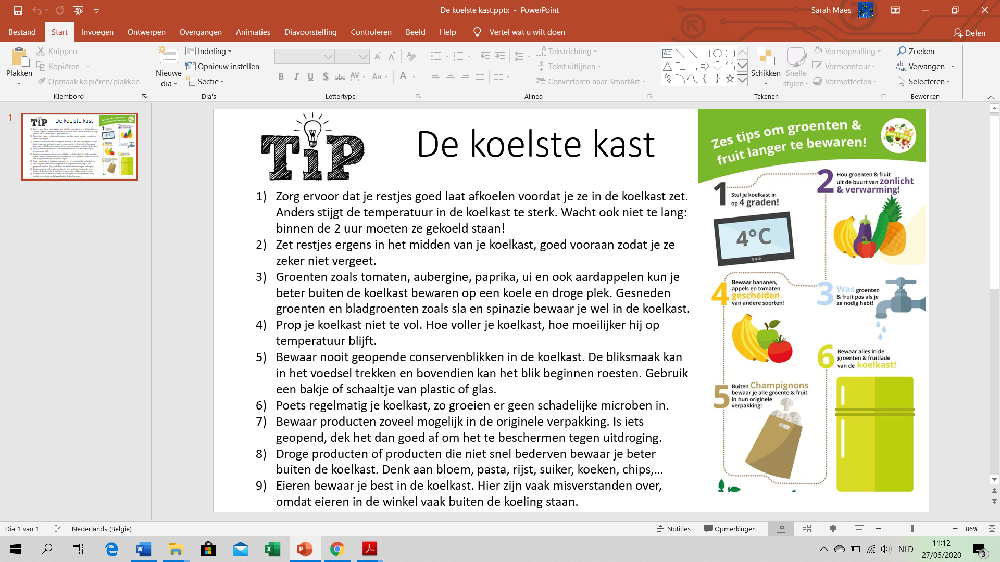 De koelste kast.pptx - PowerPoint
Sarah Maes
Bestand
Start
Invoegen
Ontwerpen
Overgangen
Animaties
Diavoorstelling
Controleren
Beeld
Help
Vertel wat u wilt doen
Delen
Plakken
Knippen
Kopiëren
Opmaak kopiëren/plakken
Klembord
Nieuwe
dia
Indeling
Opnieuw instellen
Sectie
Dia's
B I U S abc AV Aa A
Lettertype
Tekstrichting
Tekst uitlijnen
Converteren naar SmartArt
Alinea
Schikken
Snelle
stijlen
Vormopvulling
Vormcontour
Vormeffecten
Tekenen
Zoeken
Vervangen
Selecteren
Bewerken
1
TiP
De koelste kast
1) Zorg ervoor dat je restjes goed laat afkoelen voordat je ze in de koelkast zet.
Anders stijgt de temperatuur in de koelkast te sterk. Wacht ook niet te lang:
binnen de 2 uur moeten ze gekoeld staan!
2) Zet restjes ergens in het midden van je koelkast, goed vooraan zodat je ze
zeker niet vergeet.
3) Groenten zoals tomaten, aubergine, paprika, ui en ook aardappelen kun je
beter buiten de koelkast bewaren op een koele en droge plek. Gesneden
groenten en bladgroenten zoals sla en spinazie bewaar je wel in de koelkast.
4) Prop je koelkast niet te vol. Hoe voller je koelkast, hoe moeilijker hij op
temperatuur blijft.
5) Bewaar nooit geopende conservenblikken in de koelkast. De bliksmaak kan
in het voedsel trekken en bovendien kan het blik beginnen roesten. Gebruik
een bakje of schaaltje van plastic of glas.
6) Poets regelmatig je koelkast, zo groeien er geen schadelijke microben in.
7) Bewaar producten zoveel mogelijk in de originele verpakking. Is iets
geopend, dek het dan goed af om het te beschermen tegen uitdroging.
8) Droge producten of producten die niet snel bederven bewaar je beter
buiten de koelkast. Denk aan bloem, pasta, rijst, suiker, koeken, chips,…
9) Eieren bewaar je best in de koelkast. Hier zijn vaak misverstanden over,
omdat eieren in de winkel vaak buiten de koeling staan.
Zes tips om groenten &
fruit langer te bewaren!
Easy 2 Enjoy
1 Stel je koelkast in
op 4 graden!
4°C
2 Hou groenten & fruit
uit de buurt van zonlicht
& verwarming!
3 Was groenten
& fruit pas als je
ze nodig hebt!
4 Bewaar bananen,
appels en tomaten
gescheiden
van andere soorten!
5 Buiten Champignons
bewaar je alle groente & fruit
in hun originele
verpakking!
6 Bewaar alles in de
groenten & fruitlade
van de koelkast!
Dia 1 van 1
Nederlands (België)
Notities
Opmerkingen
86%
NLD
11:12
27/05/2020
3